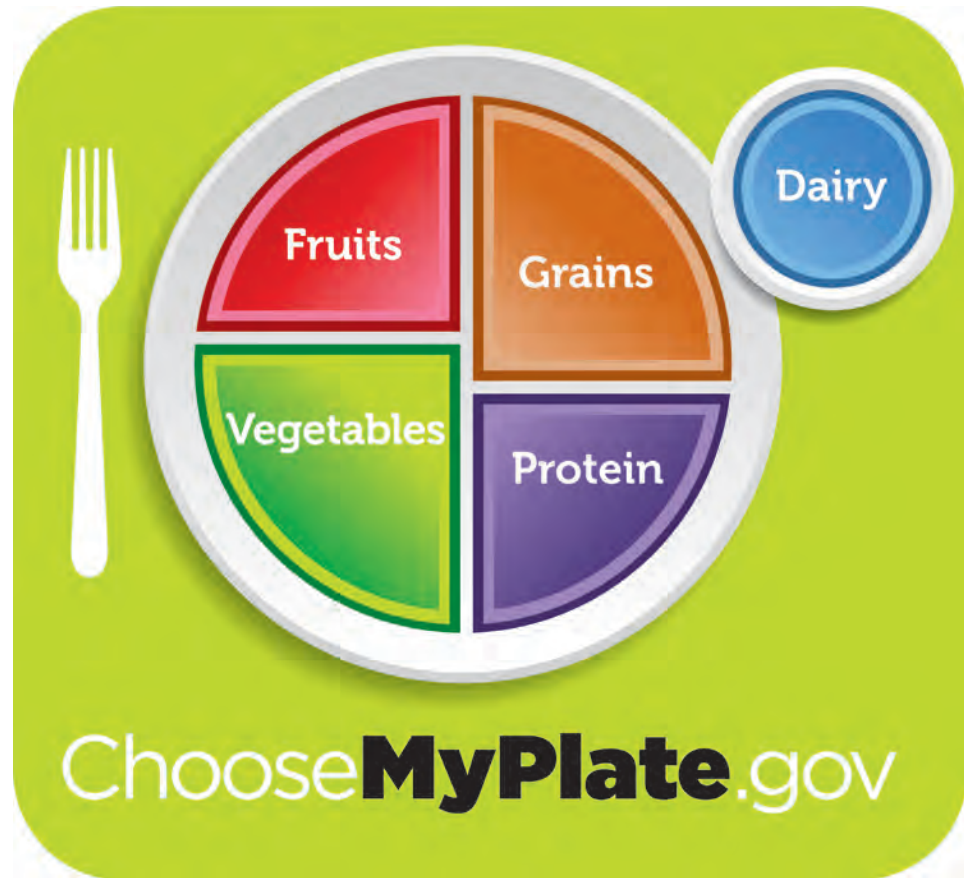 Fruits
Grains
Dairy
Vegetables
Protein
ChooseMyPlate.gov